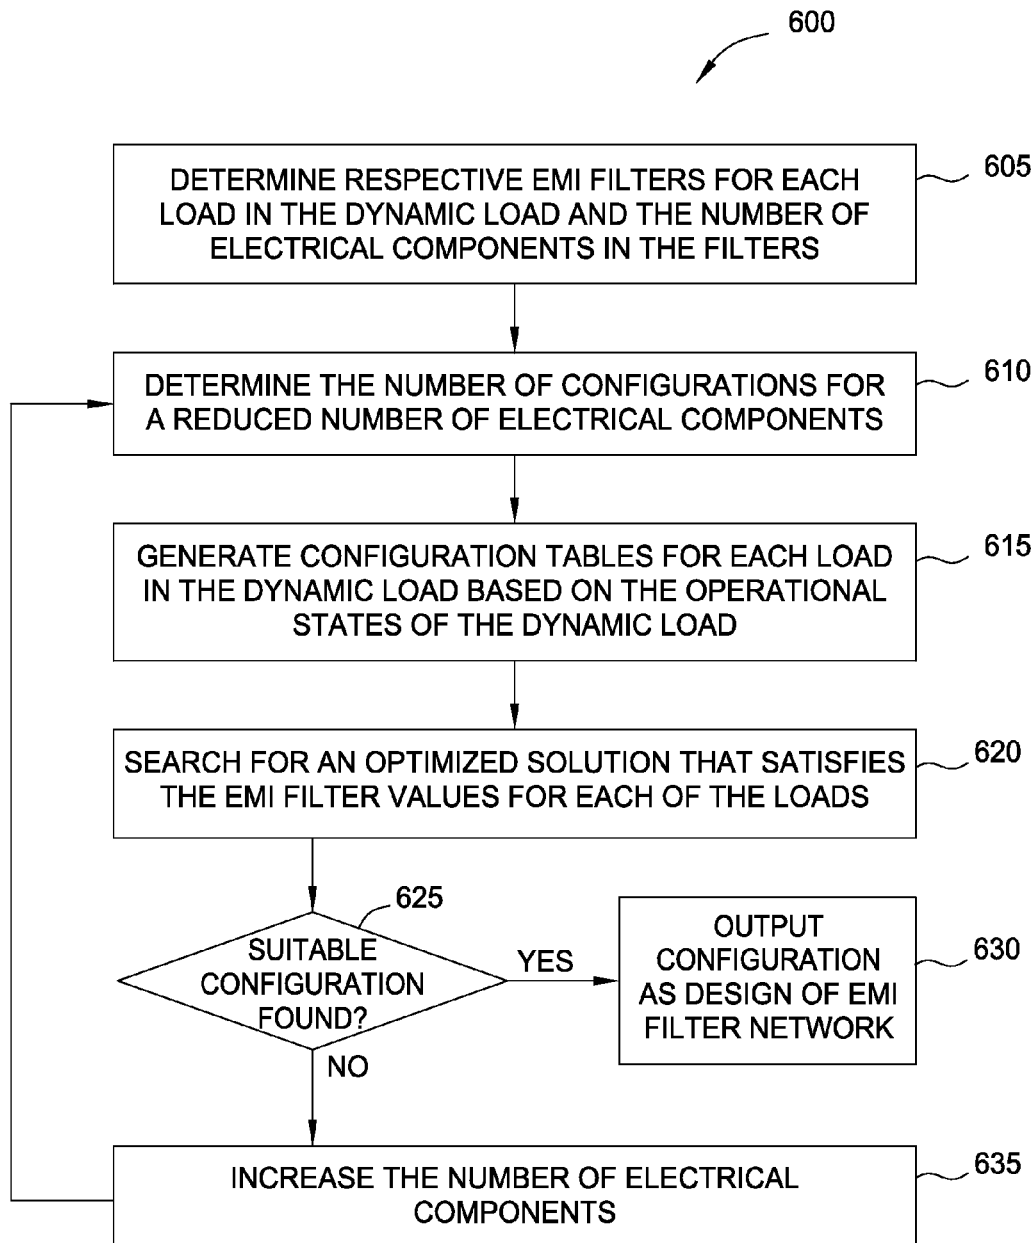 600
DETERMINE RESPECTIVE EMI FILTERS FOR EACH
LOAD IN THE DYNAMIC LOAD AND THE NUMBER OF
ELECTRICAL COMPONENTS IN THE FILTERS
605
DETERMINE THE NUMBER OF CONFIGURATIONS FOR
A REDUCED NUMBER OF ELECTRICAL COMPONENTS
610
GENERATE CONFIGURATION TABLES FOR EACH LOAD
IN THE DYNAMIC LOAD BASED ON THE OPERATIONAL
STATES OF THE DYNAMIC LOAD
615
SEARCH FOR AN OPTIMIZED SOLUTION THAT SATISFIES
THE EMI FILTER VALUES FOR EACH OF THE LOADS
620
625
SUITABLE
CONFIGURATION
FOUND?
YES
OUTPUT
CONFIGURATION
AS DESIGN OF EMI
FILTER NETWORK
630
NO
INCREASE THE NUMBER OF ELECTRICAL
COMPONENTS
635